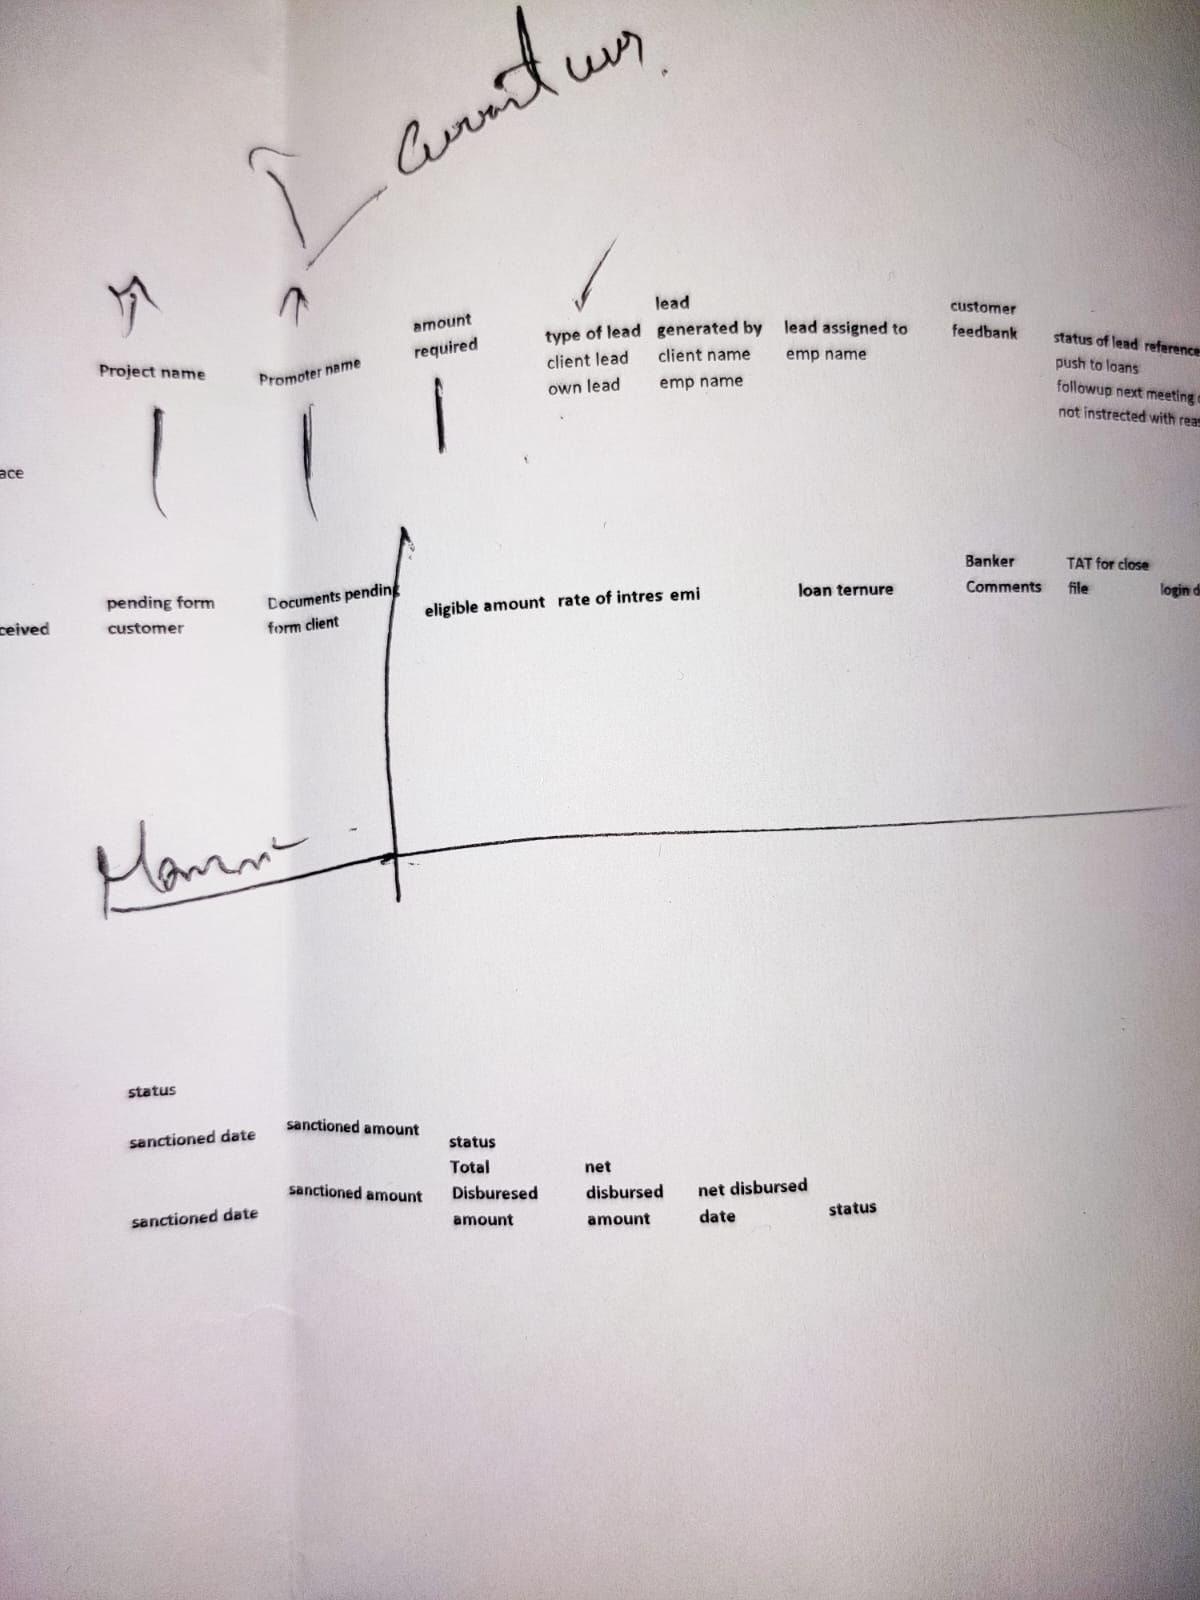 Project name
Promoter name
amount
required
type of lead
client lead
own lead
lead
generated by
client name
emp name
lead assigned to
emp name
customer
feedbank
status of lead reference
push to loans
followup next meeting
not instrected with reas
ace
ceived
pending form
customer
Documents pending
form client
eligible amount
rate of intres
emi
loan ternure
Banker
Comments
TAT for close
file
login d
status
sanctioned date
sanctioned amount
status
sanctioned date
sanctioned amount
Total
Disburesed
amount
net
disbursed
amount
net disbursed
date
status